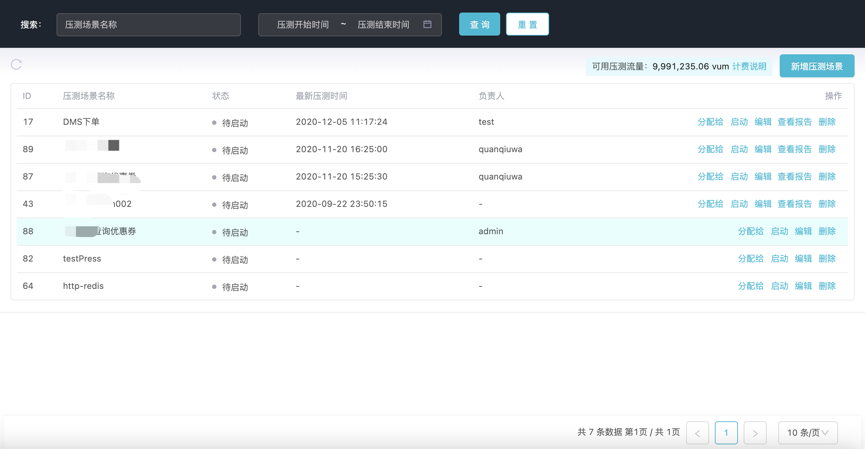 搜索： 压测场景名称 压测开始时间 ~ 压测结束时间 查 询 重 置
可用压测流量：9,991,235.06 vum 计费说明 新增压测场景
ID 压测场景名称 状态 最新压测时间 负责人 操作
17 DMS下单 待启动 2020-12-05 11:17:24 test 分配给 启动 编辑 查看报告 删除
89 待启动 2020-11-20 16:25:00 quanqiuwa 分配给 启动 编辑 查看报告 删除
87 待启动 2020-11-20 15:25:30 quanqiuwa 分配给 启动 编辑 查看报告 删除
43 002 待启动 2020-09-22 23:50:15 - 分配给 启动 编辑 查看报告 删除
88 询优惠券 待启动 - admin 分配给 启动 编辑 删除
82 testPress 待启动 - - 分配给 启动 编辑 删除
64 http-redis 待启动 - - 分配给 启动 编辑 删除
共 7 条数据 第1页 / 共 1页 < 1 > 10 条/页